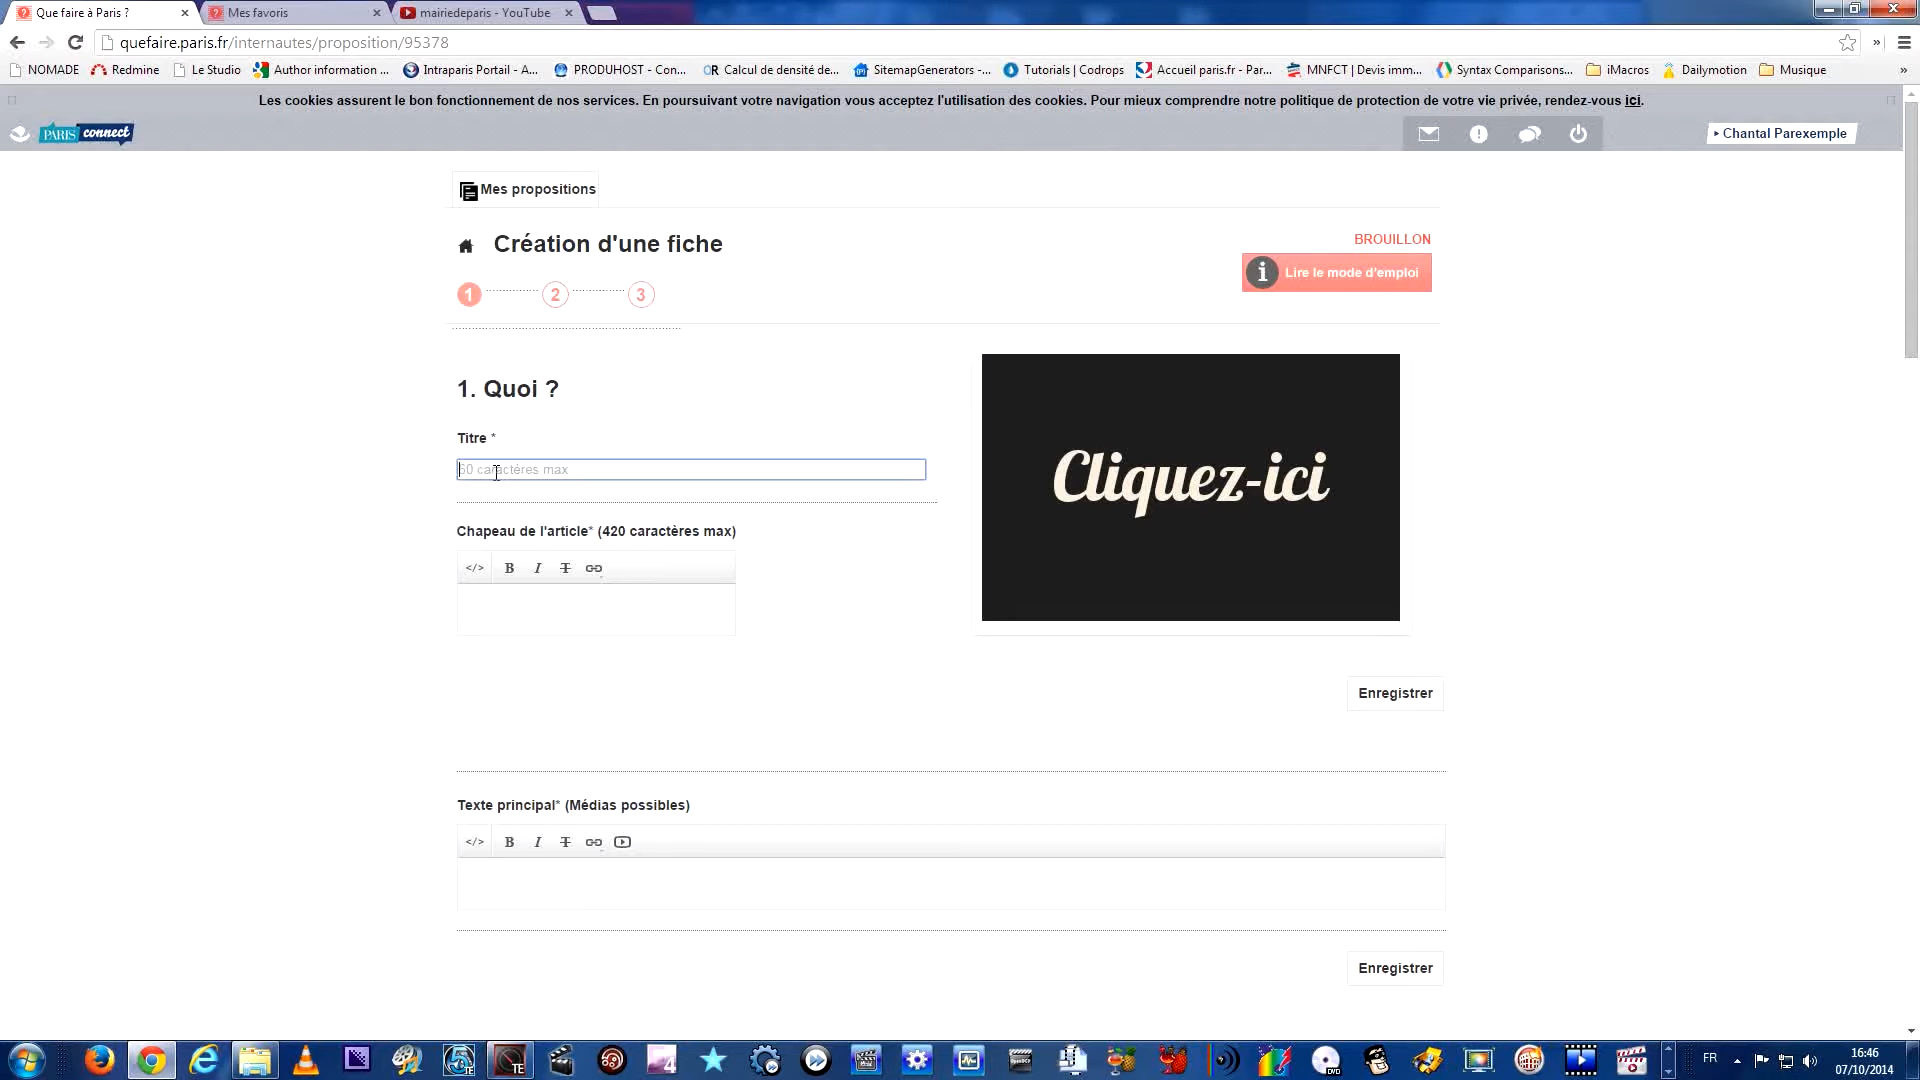 Que faire à Paris ?
Mes favoris
mairiedeparis - YouTube
quefaire.paris.fr/internautes/proposition/95378
NOMADE
Redmine
Le Studio
Author information ...
Intraparis Portail - A...
PRODUHOST - Con...
QR Calcul de densité de...
SitemapGenerators -...
Tutorials | Codrops
Accueil paris.fr - Par...
MNFCT | Devis imm...
Syntax Comparisons...
iMacros
Dailymotion
Musique
»
Les cookies assurent le bon fonctionnement de nos services. En poursuivant votre navigation vous acceptez l'utilisation des cookies. Pour mieux comprendre notre politique de protection de votre vie privée, rendez-vous ici.
PARIS connect
Chantal Parexemple
Mes propositions
Création d'une fiche
BROUILLON
Lire le mode d'emploi
1 2 3
1. Quoi ?
Titre *
60 caractères max
Chapeau de l'article* (420 caractères max)
</> B I T
Cliquez-ici
Enregistrer
Texte principal* (Médias possibles)
</> B I T
Enregistrer
FR
16:46
07/10/2014